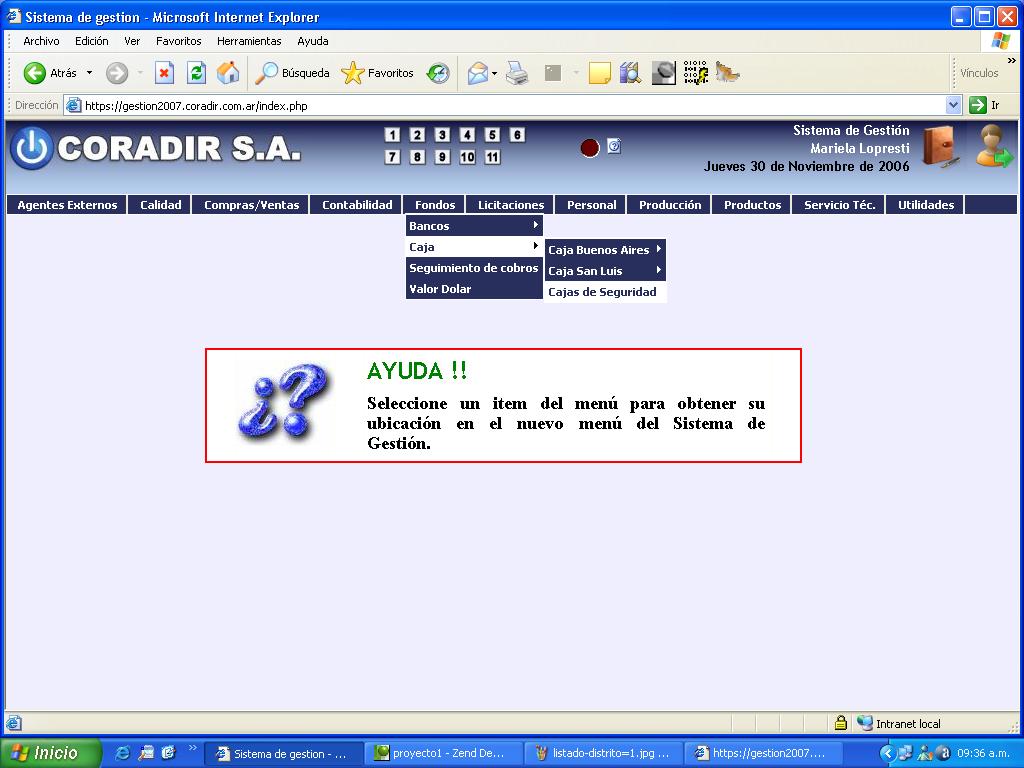 Sistema de gestion - Microsoft Internet Explorer
Archivo Edición Ver Favoritos Herramientas Ayuda
Atrás Búsqueda Favoritos Vínculos »
Dirección https://gestion2007.coradir.com.ar/index.php Ir
CORADIR S.A.
1 2 3 4 5 6
7 8 9 10 11
Sistema de Gestión
Mariela Lopresti
Jueves 30 de Noviembre de 2006
Agentes Externos Calidad Compras/Ventas Contabilidad Fondos Licitaciones Personal Producción Productos Servicio Téc. Utilidades
Bancos
Caja
Seguimiento de cobros
Valor Dolar
Caja Buenos Aires
Caja San Luis
Cajas de Seguridad
¿?
AYUDA !!
Seleccione un item del menú para obtener su
ubicación en el nuevo menú del Sistema de
Gestión.
Intranet local
Inicio » Sistema de gestion - ... proyecto1 - Zend De... listado-distrito=1.jpg ... https://gestion2007.... 09:36 a.m.